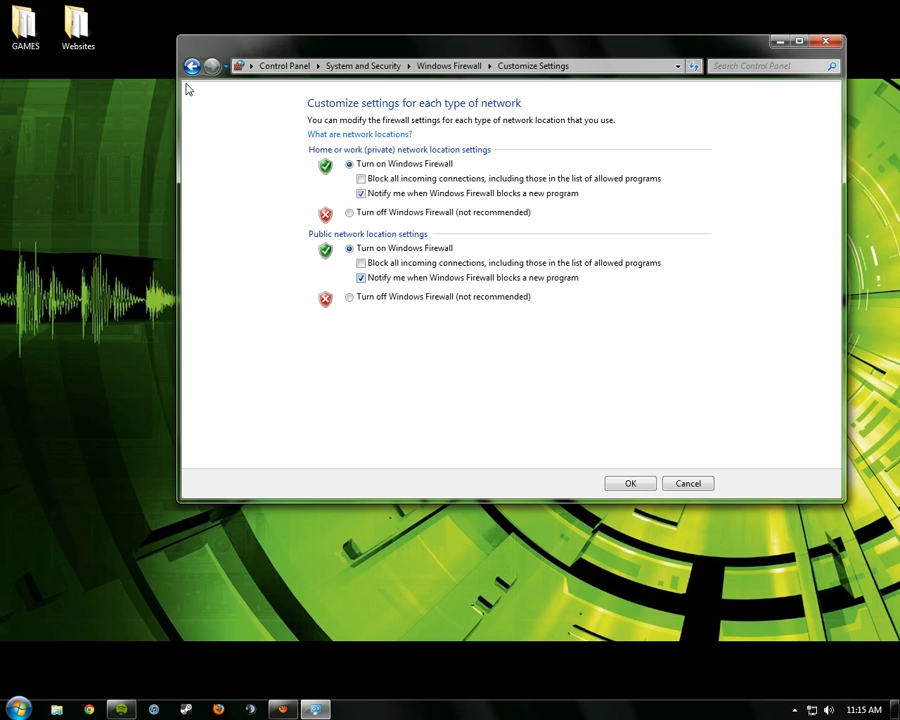 GAMES
Websites
Control Panel
System and Security
Windows Firewall
Customize Settings
Search Control Panel
Customize settings for each type of network
You can modify the firewall settings for each type of network location that you use.
What are network locations?
Home or work (private) network location settings
Turn on Windows Firewall
Block all incoming connections, including those in the list of allowed programs
Notify me when Windows Firewall blocks a new program
Turn off Windows Firewall (not recommended)
Public network location settings
Turn on Windows Firewall
Block all incoming connections, including those in the list of allowed programs
Notify me when Windows Firewall blocks a new program
Turn off Windows Firewall (not recommended)
OK
Cancel
11:15 AM